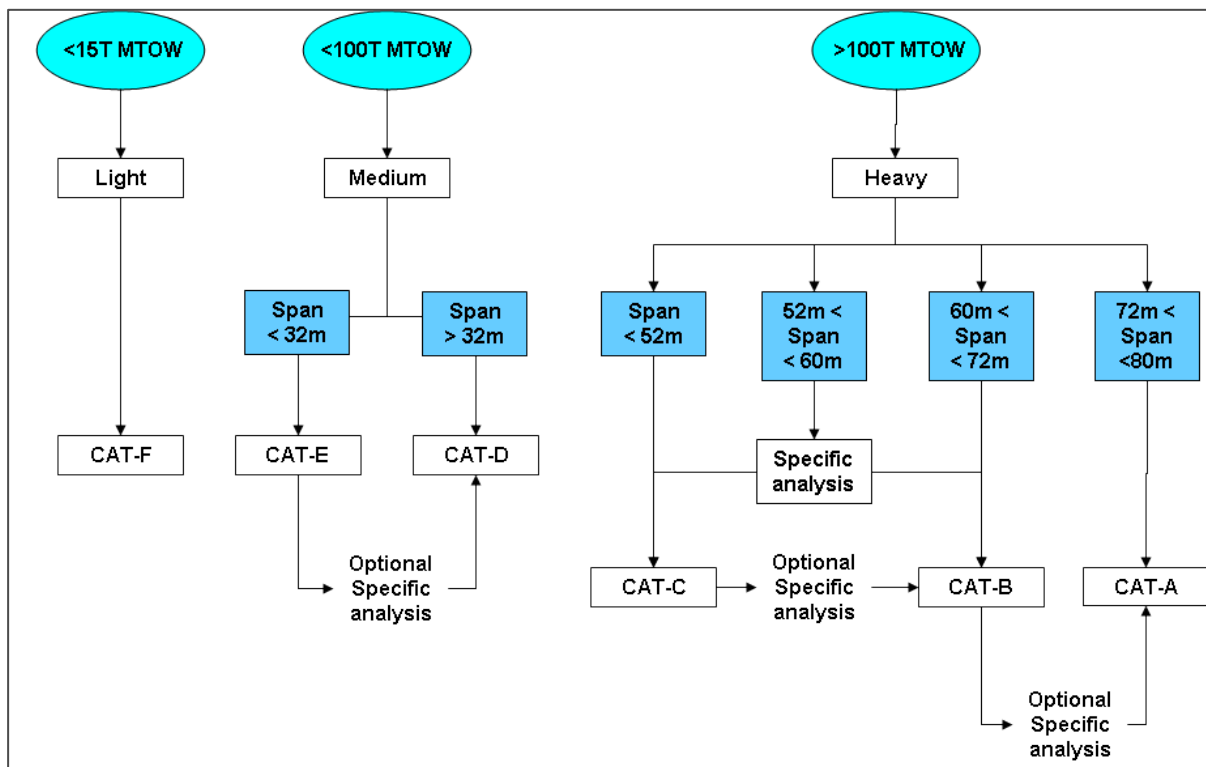 <15T MTOW
<100T MTOW
>100T MTOW
Light
Medium
Heavy
Span
< 32m
Span
> 32m
Span
< 52m
52m <
Span
< 60m
60m <
Span
< 72m
72m <
Span
<80m
CAT-F
CAT-E
CAT-D
Specific
analysis
Optional
Specific
analysis
CAT-C
Optional
Specific
analysis
CAT-B
CAT-A
Optional
Specific
analysis